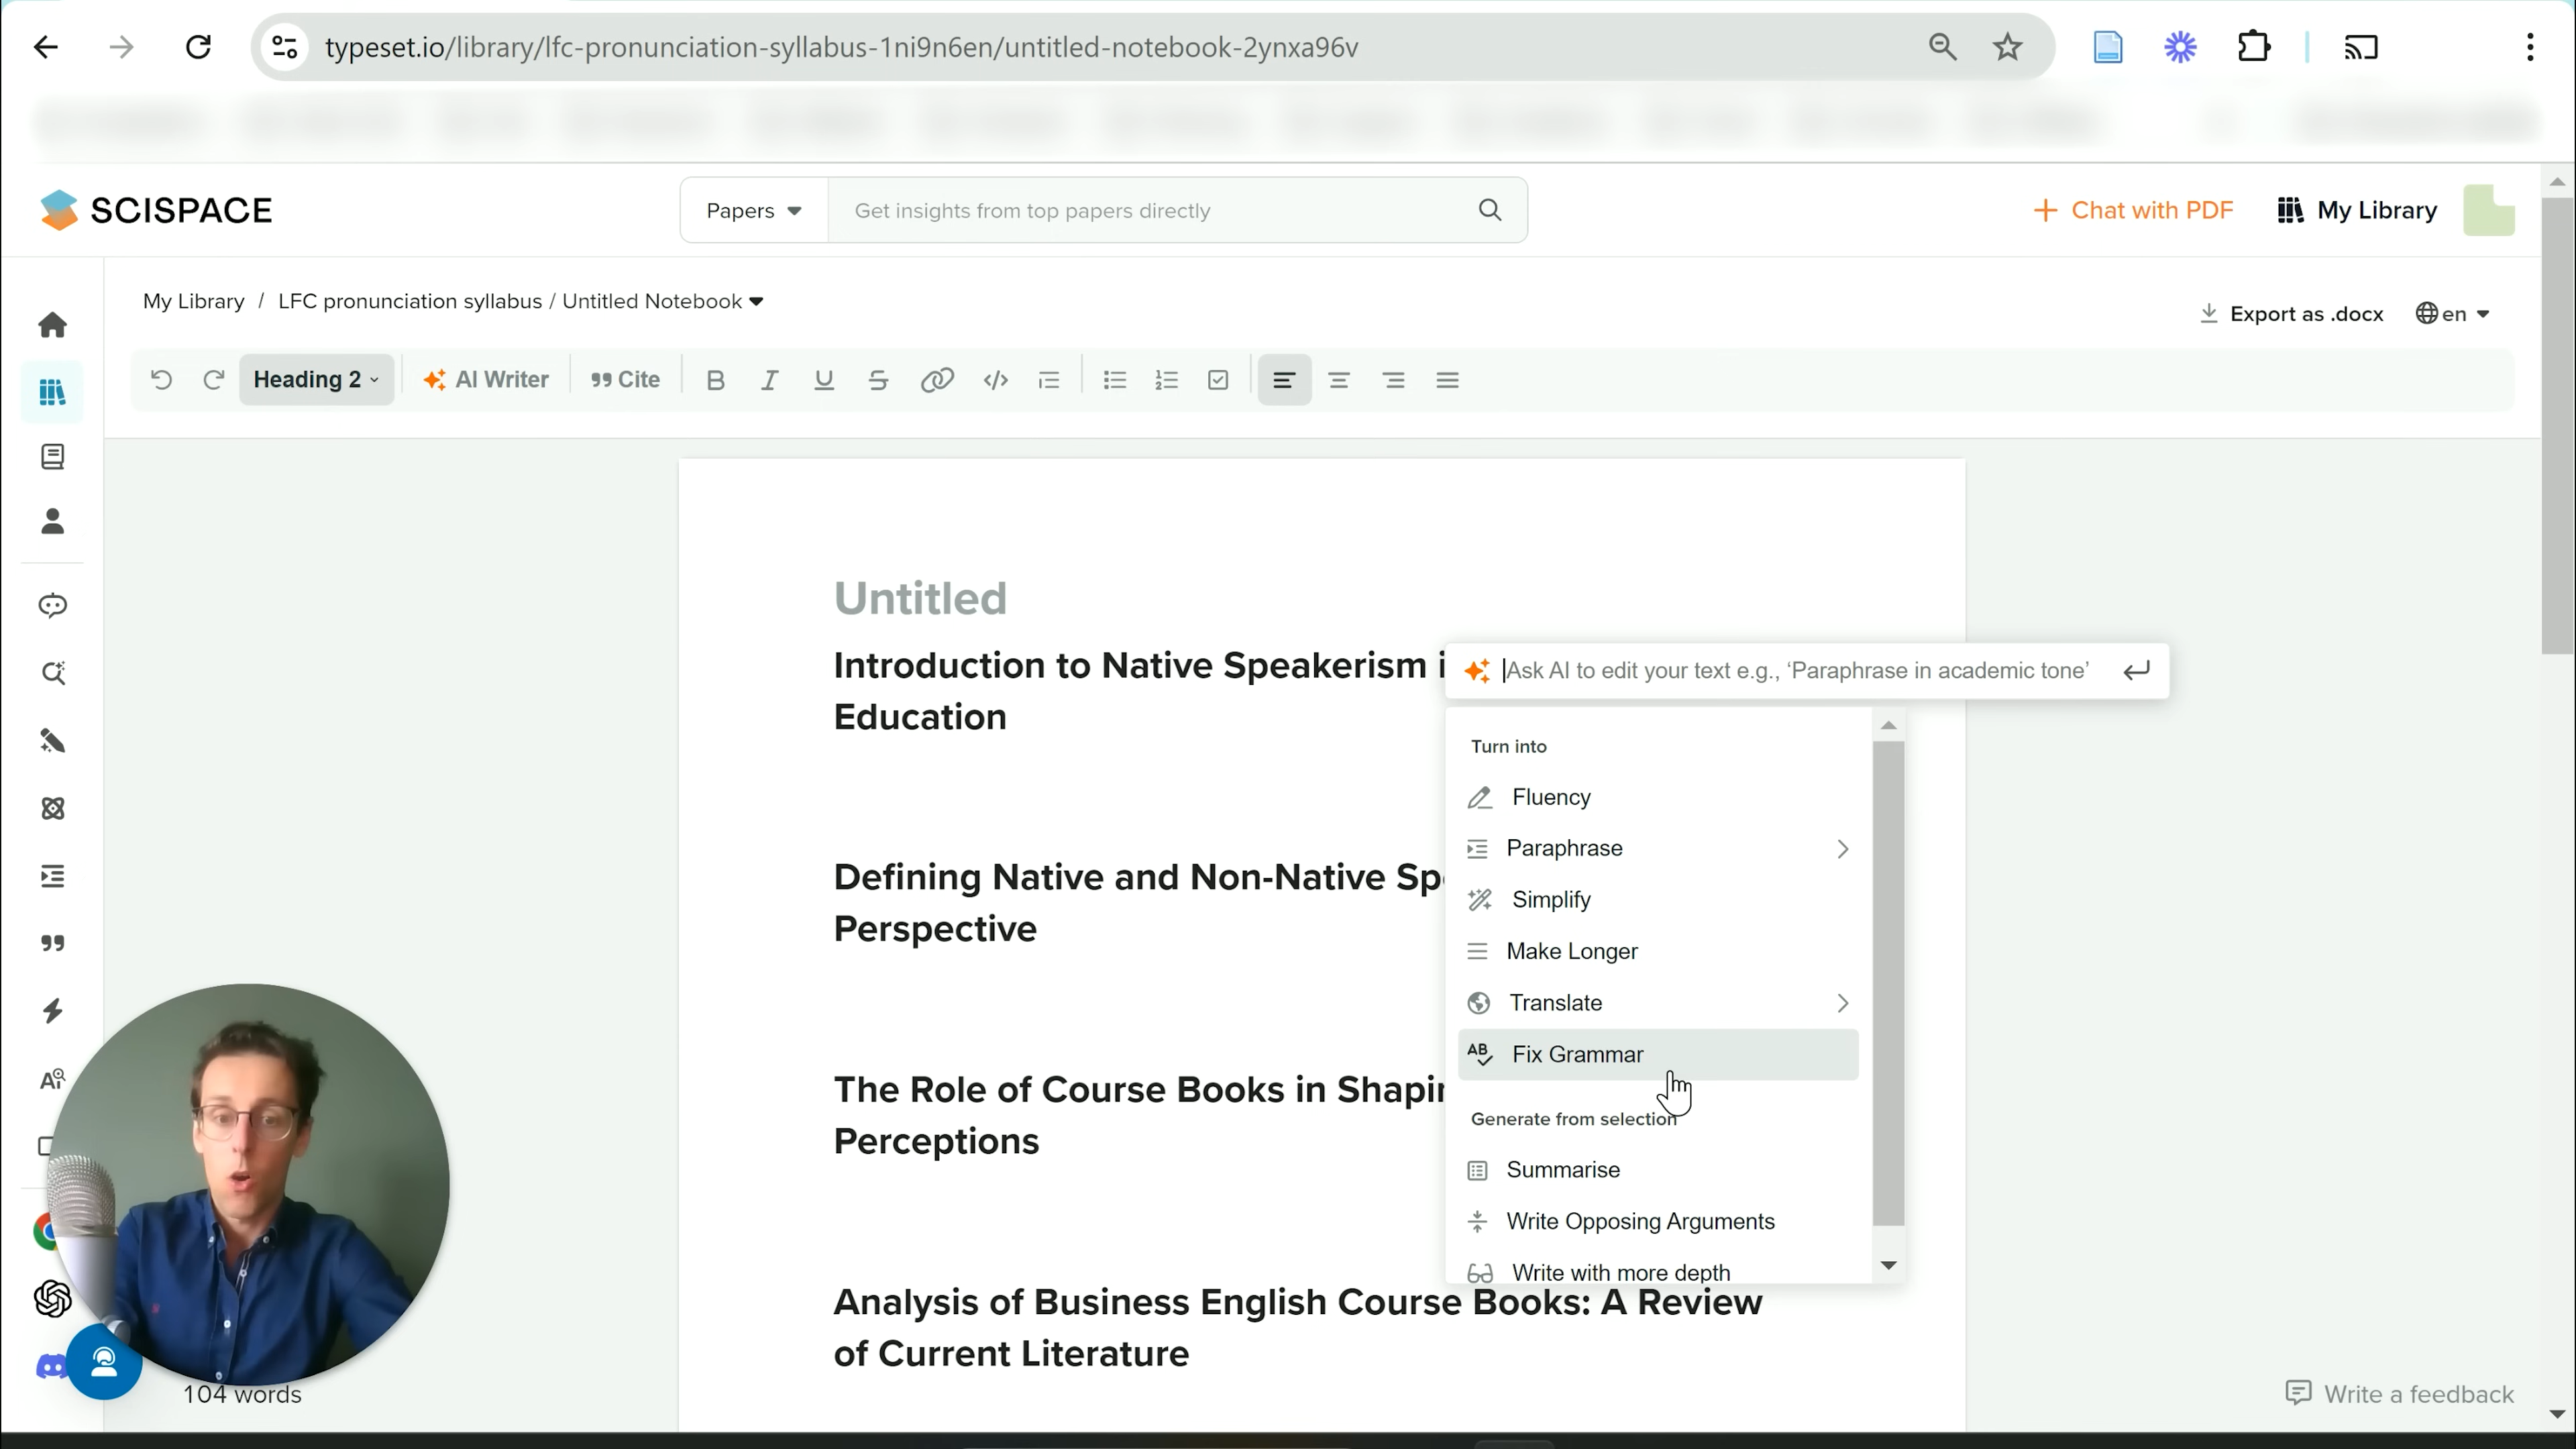 typeset.io/library/lfc-pronunciation-syllabus-1ni9n6en/untitled-notebook-2ynxa96v
SCISPACE
Papers
Get insights from top papers directly
+ Chat with PDF
My Library
My Library / LFC pronunciation syllabus / Untitled Notebook
Export as .docx
en
Heading 2
AI Writer
Cite
Untitled
Introduction to Native Speakerism i
Education
Ask AI to edit your text e.g., ‘Paraphrase in academic tone’
Turn into
Fluency
Paraphrase
Simplify
Make Longer
Translate
Fix Grammar
Generate from selection
Summarise
Write Opposing Arguments
Write with more depth
Defining Native and Non-Native Sp
Perspective
The Role of Course Books in Shapi
Perceptions
Analysis of Business English Course Books: A Review
of Current Literature
104 words
Write a feedback